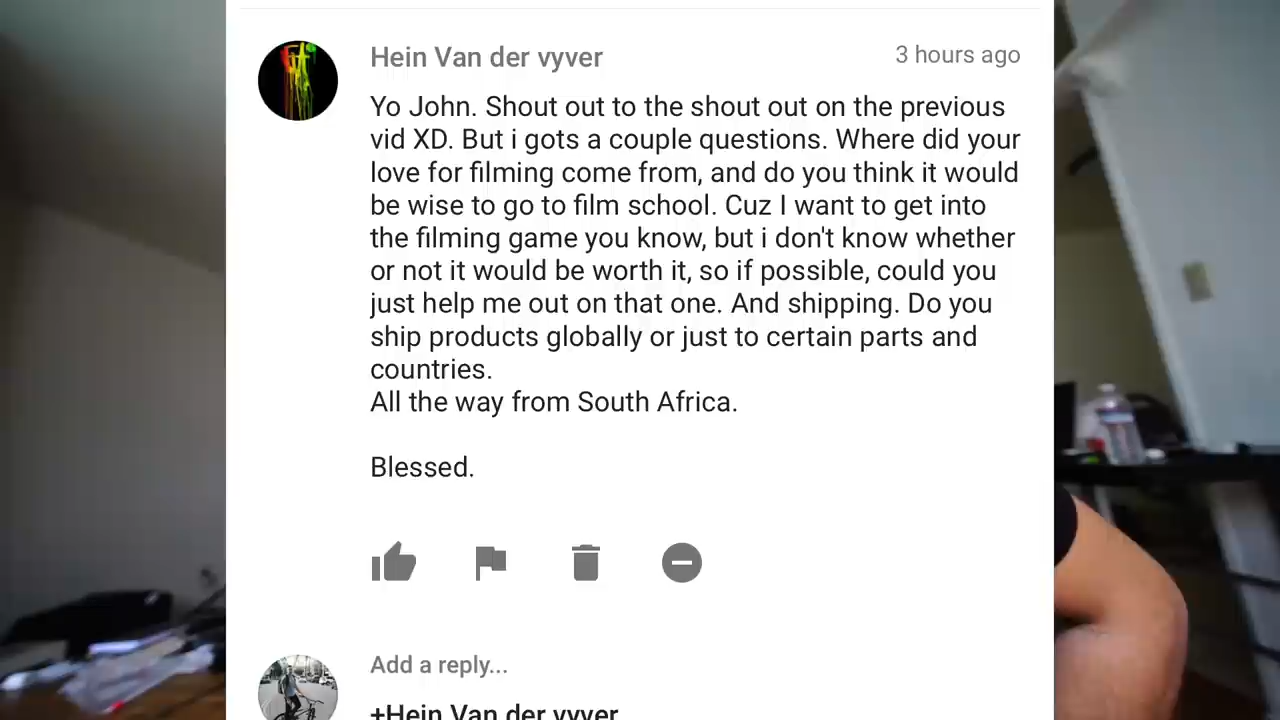 Hein Van der vyver
3 hours ago
Yo John. Shout out to the shout out on the previous
vid XD. But i gots a couple questions. Where did your
love for filming come from, and do you think it would
be wise to go to film school. Cuz I want to get into
the filming game you know, but i don't know whether
or not it would be worth it, so if possible, could you
just help me out on that one. And shipping. Do you
ship products globally or just to certain parts and
countries.
All the way from South Africa.
Blessed.
Add a reply...
+Hein Van der vyver